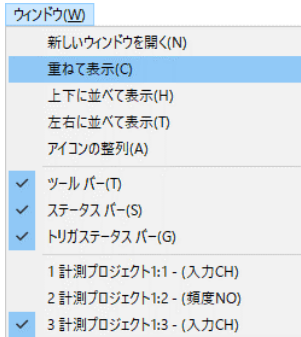 ウィンドウ(W)
新しいウィンドウを開く(N)
重ねて表示(C)
上下に並べて表示(H)
左右に並べて表示(T)
アイコンの整列(A)
ツール バー(T)
ステータス バー(S)
トリガステータス バー(G)
1 計測プロジェクト1:1 - (入力CH)
2 計測プロジェクト1:2 - (頻度NO)
3 計測プロジェクト1:3 - (入力CH)